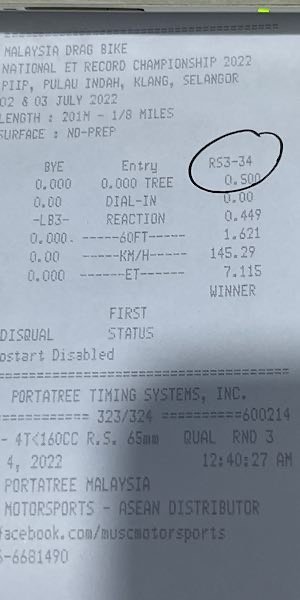 MALAYSIA DRAG BIKE
NATIONAL ET RECORD CHAMPIONSHIP 2022
PIIP, PULAU INDAH, KLANG, SELANGOR
02 & 03 JULY 2022
LENGTH : 201M - 1/8 MILES
SURFACE : NO-PREP
BYE Entry RS3-34
0.000 0.000 TREE 0.500
0.00 DIAL-IN 0.00
-LB3- REACTION 0.449
0.000. ------60FT----- 1.621
0.00 ------KM/H----- 145.29
0.000 -------ET------ 7.115
WINNER
FIRST
DISQUAL STATUS
ostart Disabled
PORTATREE TIMING SYSTEMS, INC.
=========== 323/324 ==========600214
- 4T<160CC R.S. 65mm QUAL RND 3
4, 2022 12:40:27 AM
PORTATREE MALAYSIA
MOTORSPORTS - ASEAN DISTRIBUTOR
facebook.com/muscmotorsports
-6681490